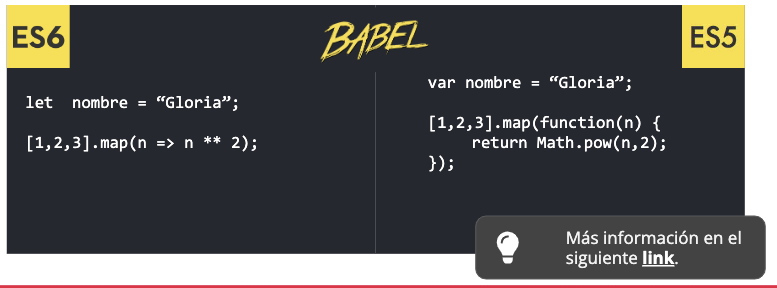 ES6
BABEL
ES5
let  nombre = “Gloria”;
[1,2,3].map(n => n ** 2);
var nombre = “Gloria”;
[1,2,3].map(function(n) {
    return Math.pow(n,2);
});
Más información en el
siguiente link.